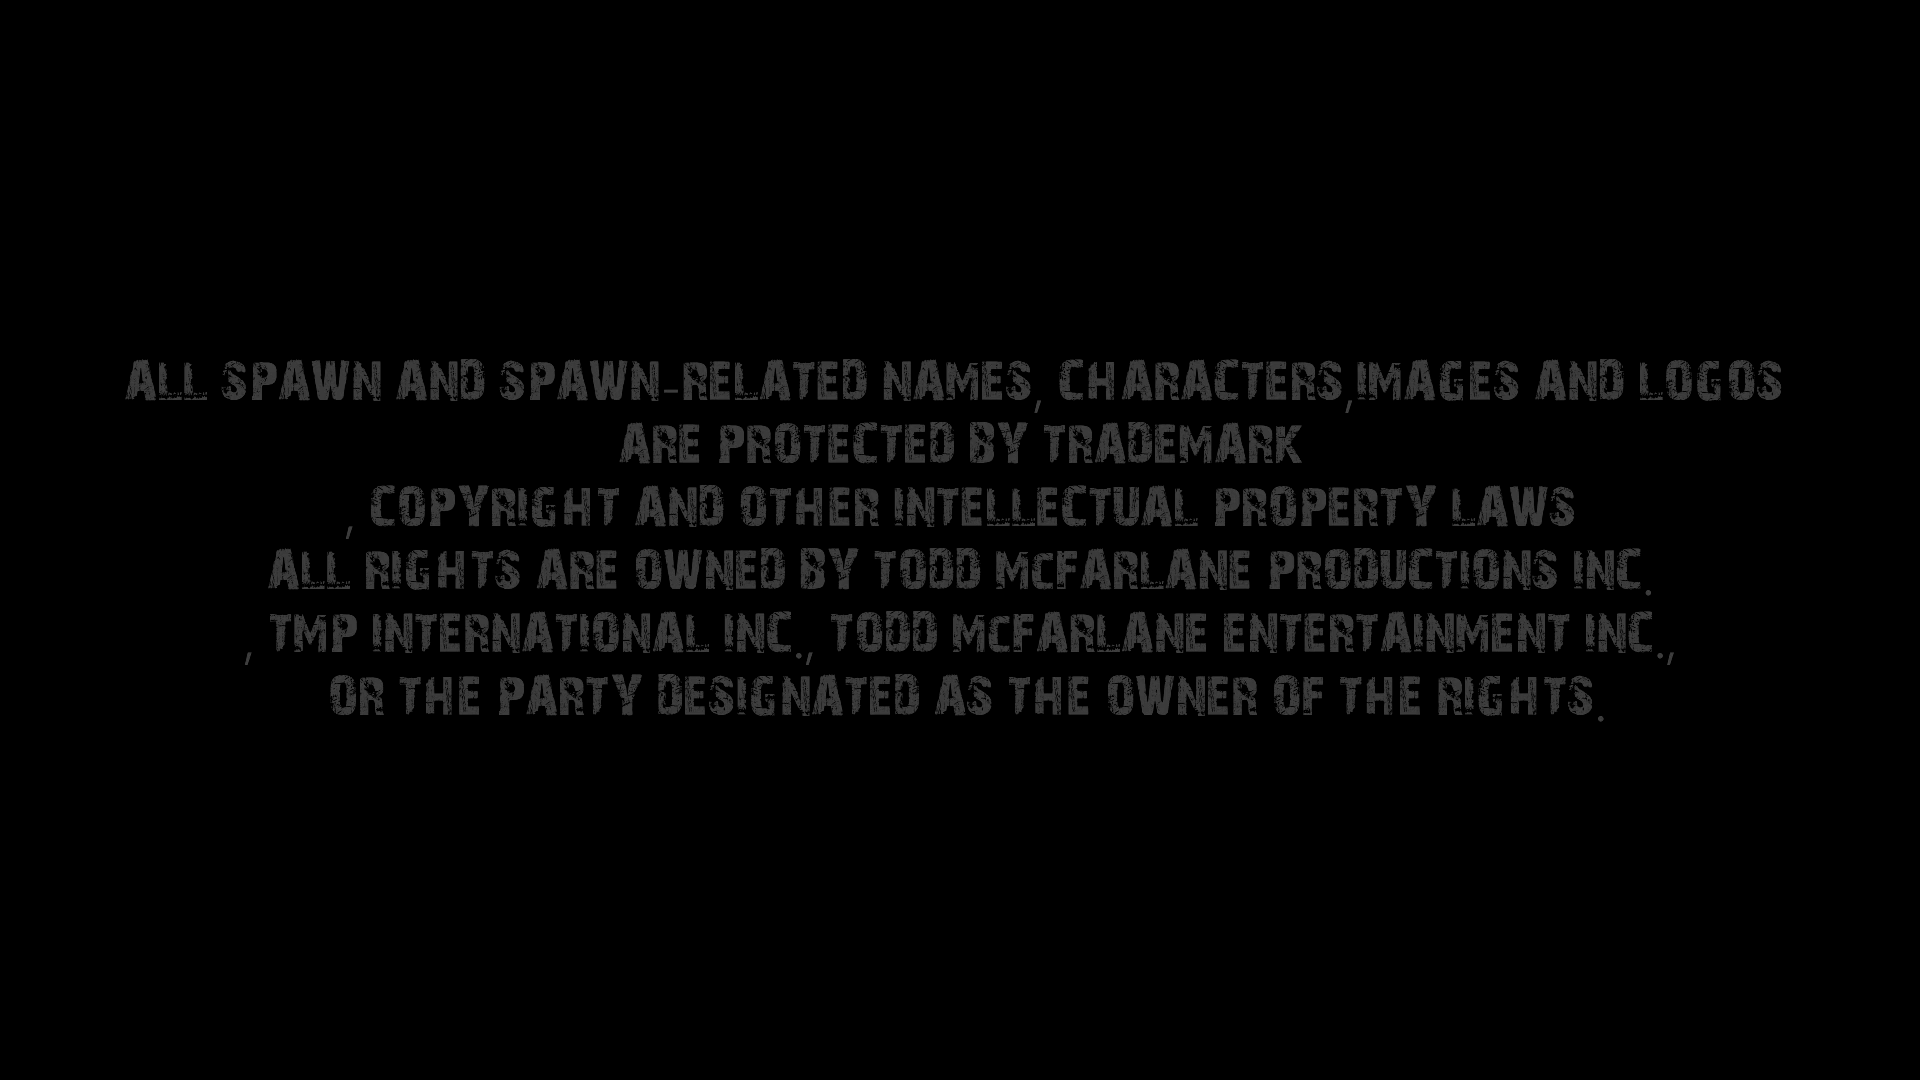 ALL SPAWN AND SPAWN-RELATED NAMES, CHARACTERS,IMAGES AND LOGOS
ARE PROTECTED BY TRADEMARK
, COPYRIGHT AND OTHER INTELLECTUAL PROPERTY LAWS
ALL RIGHTS ARE OWNED BY TODD McFARLANE PRODUCTIONS INC.
, TMP INTERNATIONAL INC., TODD McFARLANE ENTERTAINMENT INC.,
OR THE PARTY DESIGNATED AS THE OWNER OF THE RIGHTS.